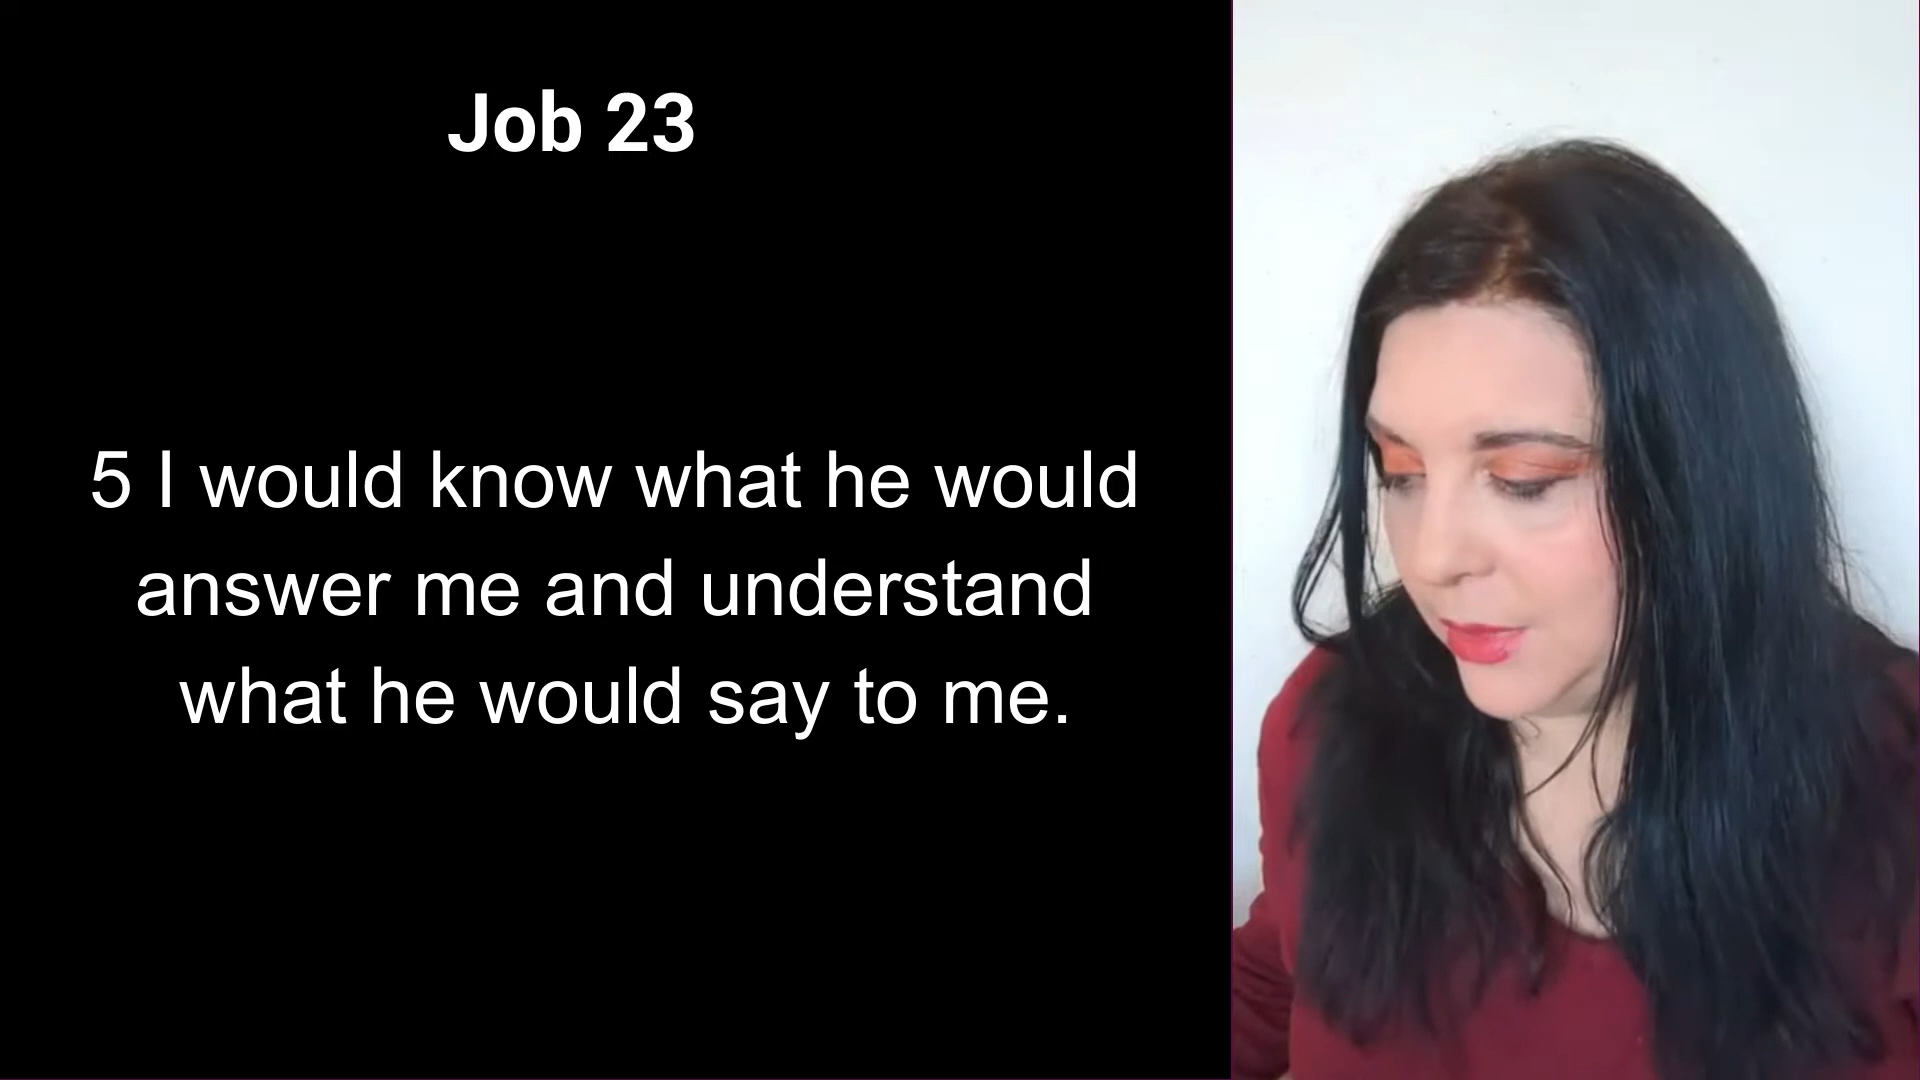 Job 23
5 I would know what he would
answer me and understand
what he would say to me.